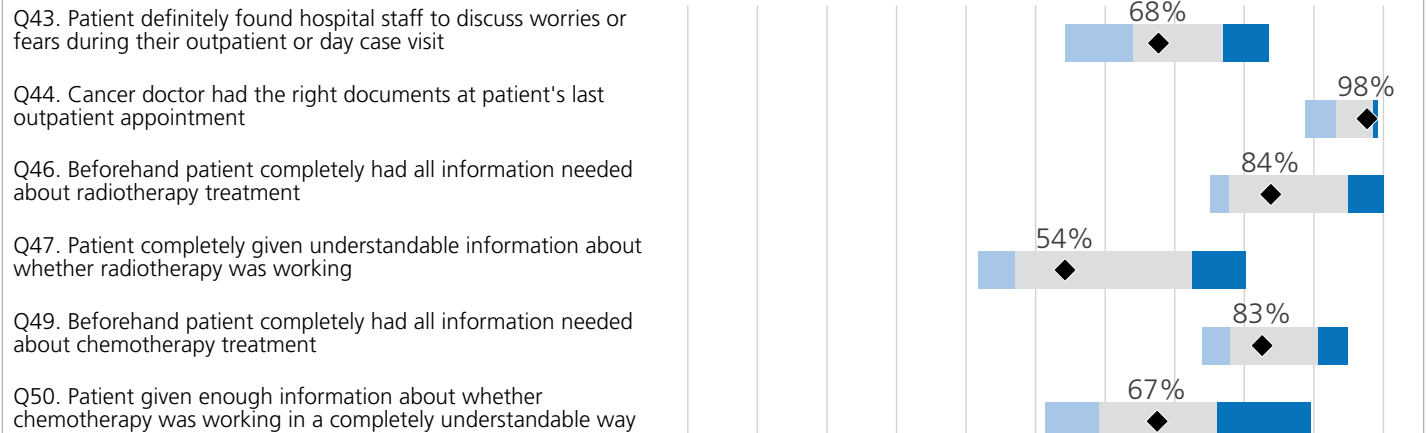 Q43. Patient definitely found hospital staff to discuss worries or
fears during their outpatient or day case visit
68%
Q44. Cancer doctor had the right documents at patient's last
outpatient appointment
98%
Q46. Beforehand patient completely had all information needed
about radiotherapy treatment
84%
Q47. Patient completely given understandable information about
whether radiotherapy was working
54%
Q49. Beforehand patient completely had all information needed
about chemotherapy treatment
83%
Q50. Patient given enough information about whether
chemotherapy was working in a completely understandable way
67%